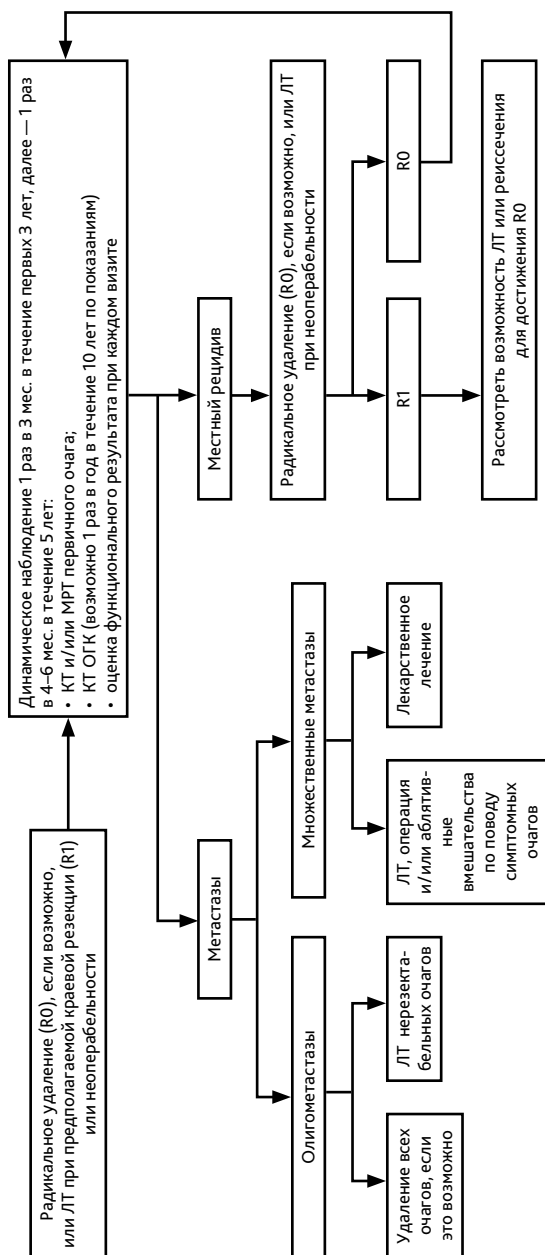 Радикальное удаление (R0), если возможно,
или ЛТ при предполагаемой краевой резекции (R1)
или неоперабельности
Динамическое наблюдение 1 раз в 3 мес. в течение первых 3 лет, далее — 1 раз
в 4–6 мес. в течение 5 лет:
• КТ и/или МРТ первичного очага;
• КТ ОГК (возможно 1 раз в год в течение 10 лет по показаниям)
• оценка функционального результата при каждом визите
Метастазы
Местный рецидив
Олигометастазы
Множественные метастазы
Радикальное удаление (R0), если возможно, или ЛТ
при неоперабельности
Удаление всех
очагов, если
это возможно
ЛТ нерезекта-
бельных очагов
ЛТ, операция
и/или аблятив-
ные
вмешательства
по поводу
симптомных
очагов
Лекарственное
лечение
R1
R0
Рассмотреть возможность ЛТ или реиссечения
для достижения R0